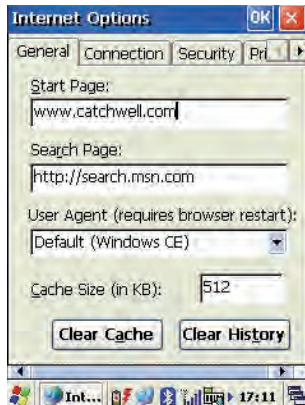 Internet Options OK
General Connection Security Pri
Start Page:
www.catchwell.com
Search Page:
http://search.msn.com
User Agent (requires browser restart):
Default (Windows CE)
Cache Size (in KB): 512
Clear Cache Clear History
Int... 17:11